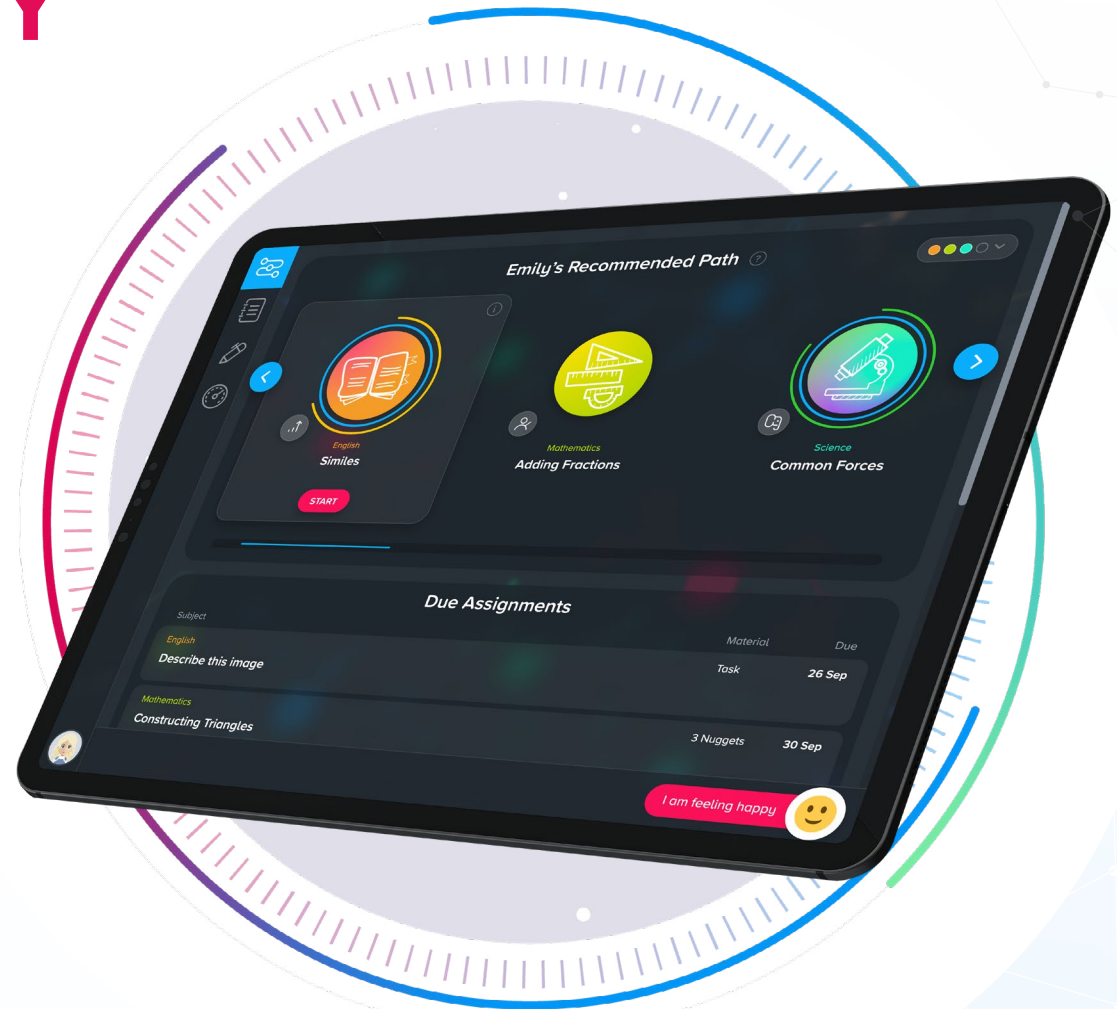 Y
Emily's Recommended Path ?
English
Similes
START
Mathematics
Adding Fractions
Science
Common Forces
Due Assignments
Subject Material Due
English
Describe this image Task 26 Sep
Mathematics
Constructing Triangles 3 Nuggets 30 Sep
I am feeling happy